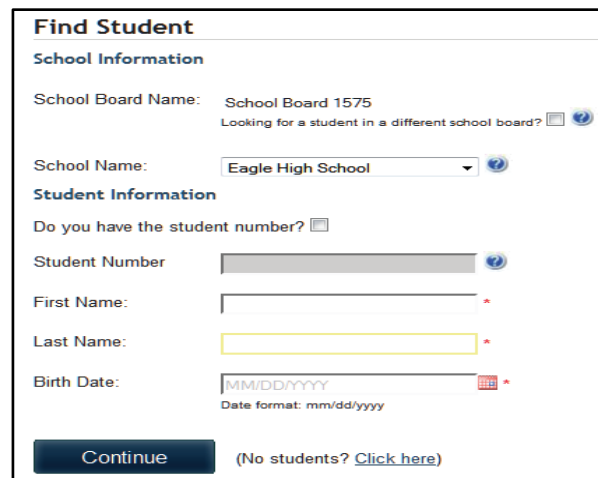 Find Student
School Information
School Board Name: School Board 1575
Looking for a student in a different school board?
School Name: Eagle High School
Student Information
Do you have the student number?
Student Number
First Name: *
Last Name: *
Birth Date: MM/DD/YYYY *
Date format: mm/dd/yyyy
Continue (No students? Click here)